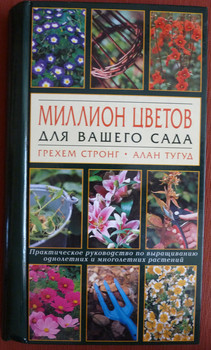 МИЛЛИОН ЦВЕТОВ
ДЛЯ ВАШЕГО САДА
ГРЕХЕМ СТРОНГ • АЛАН ТУГУД
Практическое руководство по выращиванию
однолетних и многолетних растений